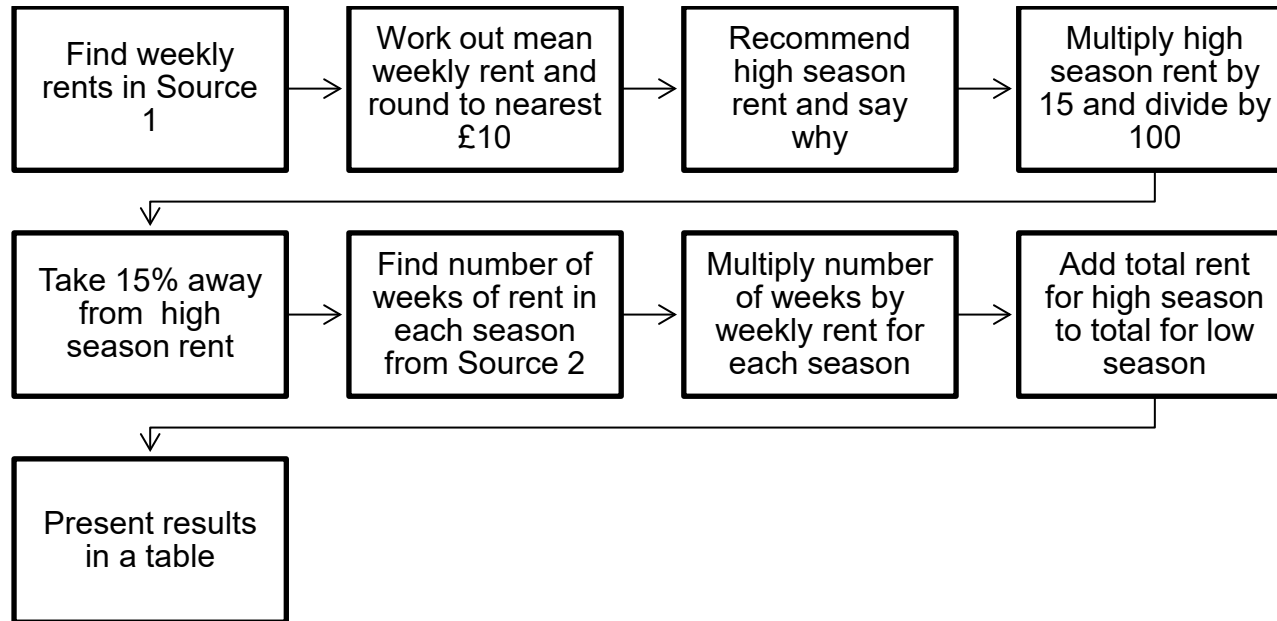 Find weekly
rents in Source
1
Work out mean
weekly rent and
round to nearest
£10
Recommend
high season
rent and say
why
Multiply high
season rent by
15 and divide by
100
Take 15% away
from high
season rent
Find number of
weeks of rent in
each season
from Source 2
Multiply number
of weeks by
weekly rent for
each season
Add total rent
for high season
to total for low
season
Present results
in a table